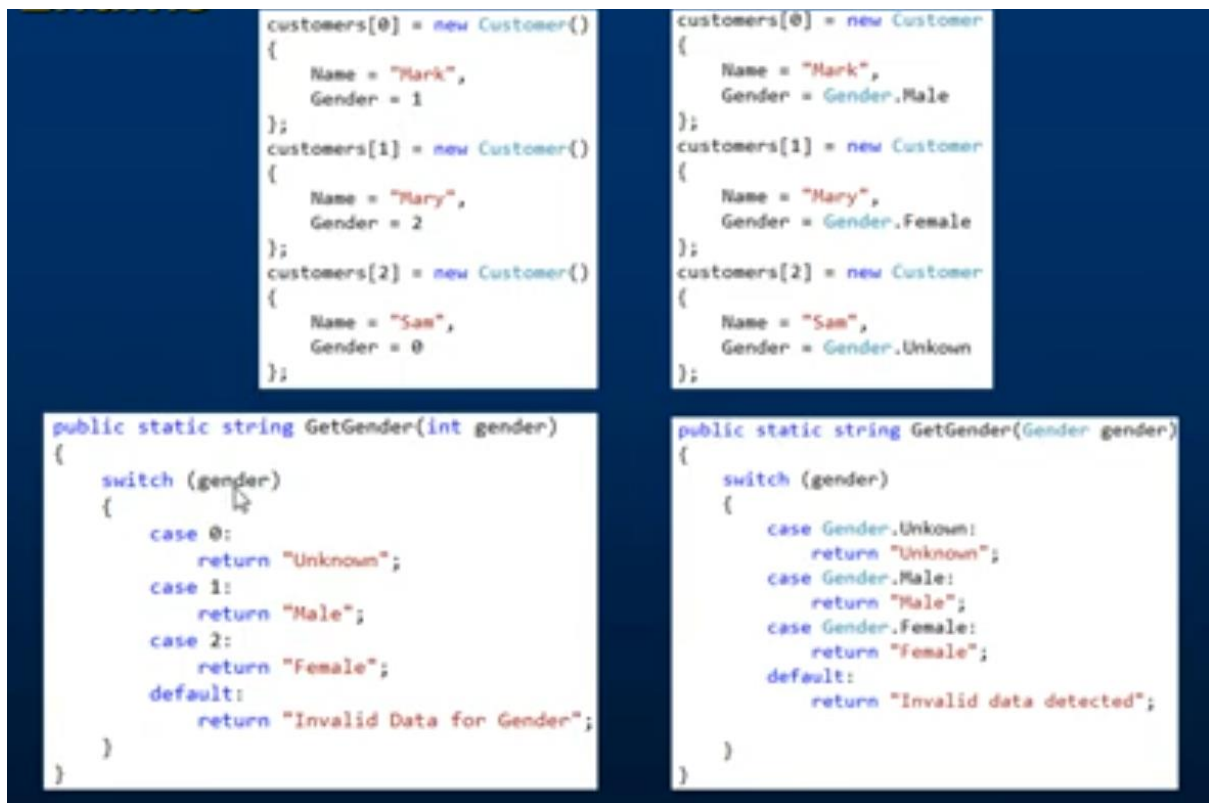 customers[0] = new Customer()
{
Name = "Mark",
Gender = 1
};
customers[1] = new Customer()
{
Name = "Mary",
Gender = 2
};
customers[2] = new Customer()
{
Name = "Sam",
Gender = 0
};
customers[0] = new Customer
{
Name = "Mark",
Gender = Gender.Male
};
customers[1] = new Customer
{
Name = "Mary",
Gender = Gender.Female
};
customers[2] = new Customer
{
Name = "Sam",
Gender = Gender.Unkown
};
public static string GetGender(int gender)
{
switch (gender)
{
case 0:
return "Unknown";
case 1:
return "Male";
case 2:
return "Female";
default:
return "Invalid Data for Gender";
}
}
public static string GetGender(Gender gender)
{
switch (gender)
{
case Gender.Unkown:
return "Unknown";
case Gender.Male:
return "Male";
case Gender.Female:
return "Female";
default:
return "Invalid data detected";
}
}